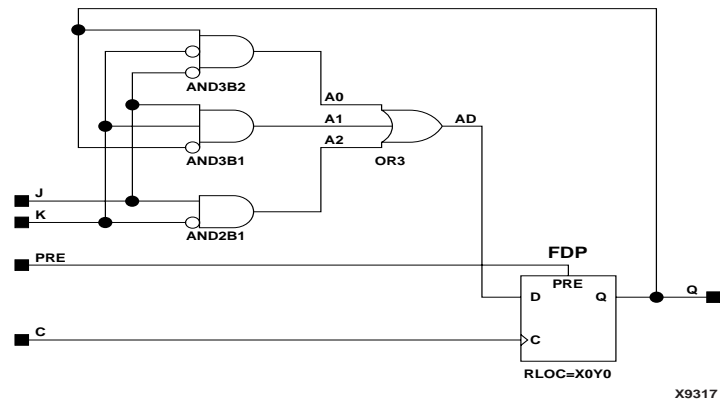 AND3B2
A0
A1
AD
A2
AND3B1
OR3
J
K
AND2B1
PRE
FDP
PRE
Q
D
Q
C
C
RLOC=X0Y0
X9317